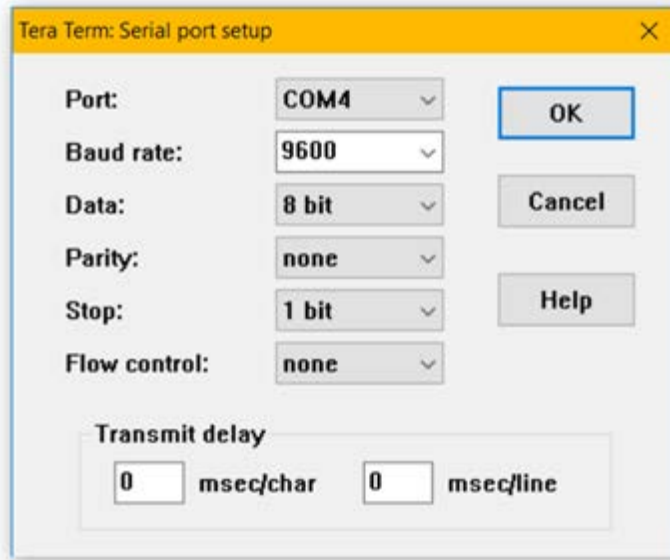 Tera Term: Serial port setup
Port: COM4
OK
Baud rate: 9600
Data: 8 bit
Cancel
Parity: none
Stop: 1 bit
Help
Flow control: none
Transmit delay
0 msec/char 0 msec/line